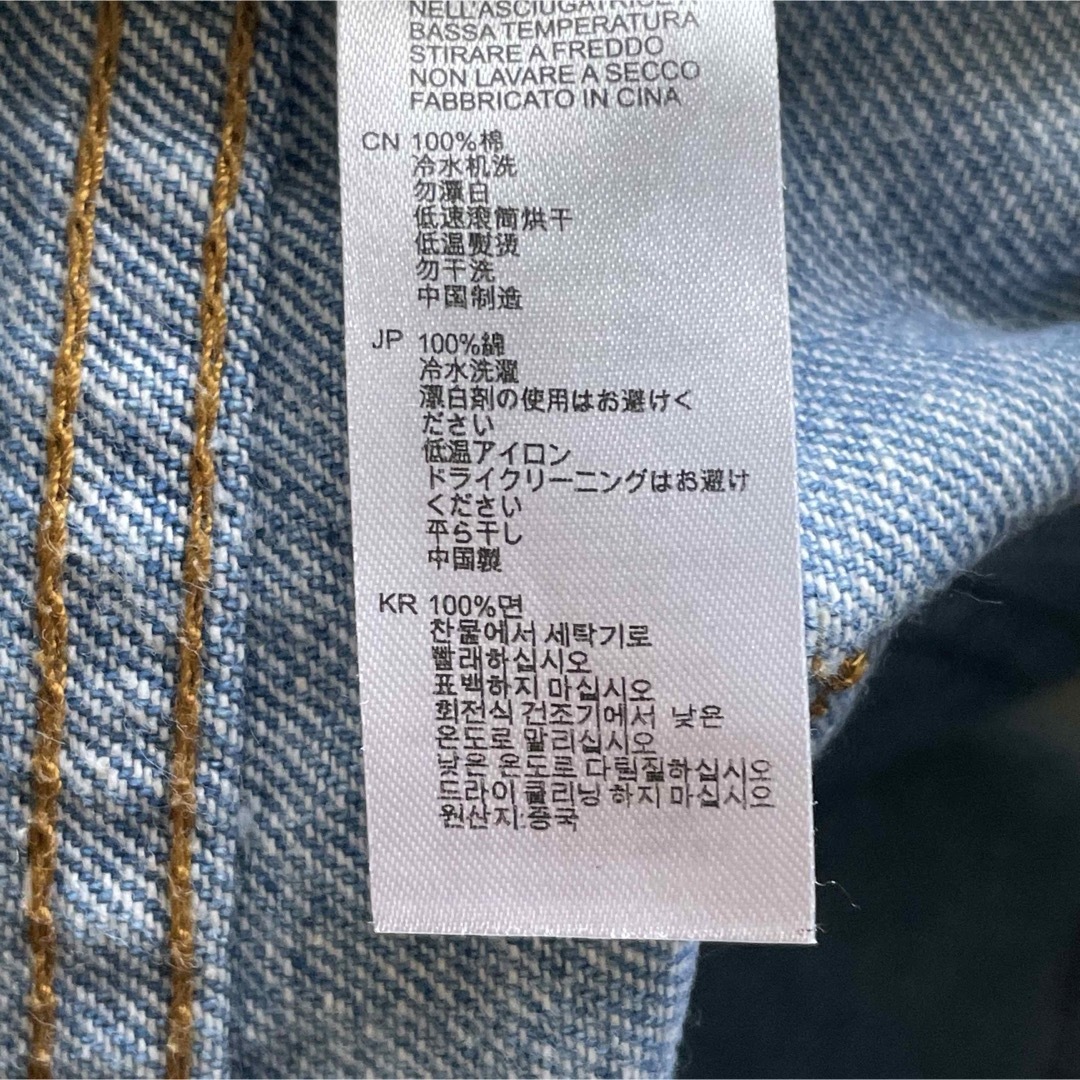 NELL'ASCIUGATRICE A
BASSA TEMPERATURA
STIRARE A FREDDO
NON LAVARE A SECCO
FABBRICATO IN CINA
CN 100%棉
冷水机洗
勿漂白
低速滚筒烘干
低温熨烫
勿干洗
中国制造
JP 100%綿
冷水洗濯
漂白剤の使用はお避けく
ださい
低温アイロン
ドライクリーニングはお避け
ください
平ら干し
中国製
KR 100%면
찬물에서 세탁기로
빨래하십시오
표백하지 마십시오
회전식 건조기에서 낮은
온도로 말리십시오
낮은 온도로 다림질하십시오
드라이 클리닝 하지 마십시오
원산지:중국